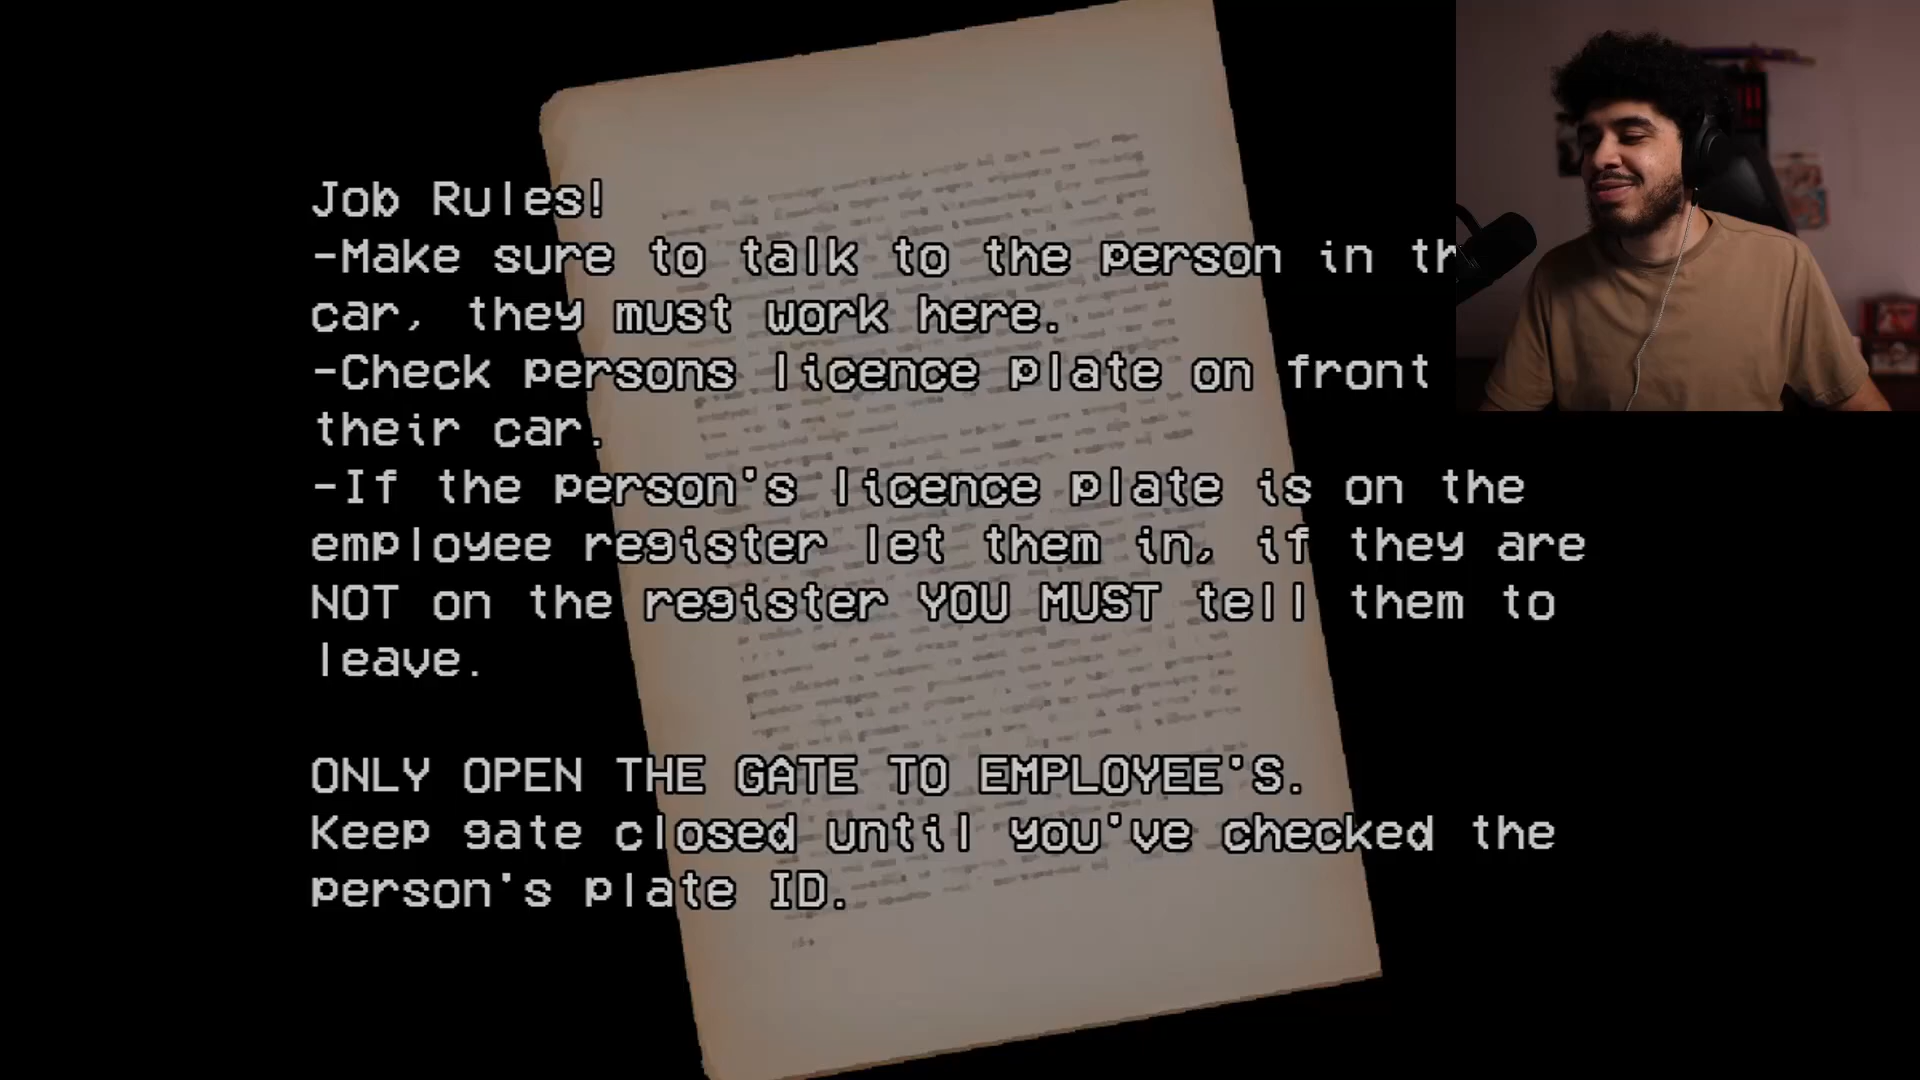 Job Rules!
-Make sure to talk to the person in
car, they must work here.
-Check persons licence plate on front
their car.
-If the person's licence plate is on the
employee register let them in, if they are
NOT on the register YOU MUST tell them to
leave.
ONLY OPEN THE GATE TO EMPLOYEE'S.
Keep gate closed until you've checked the
person's plate ID.